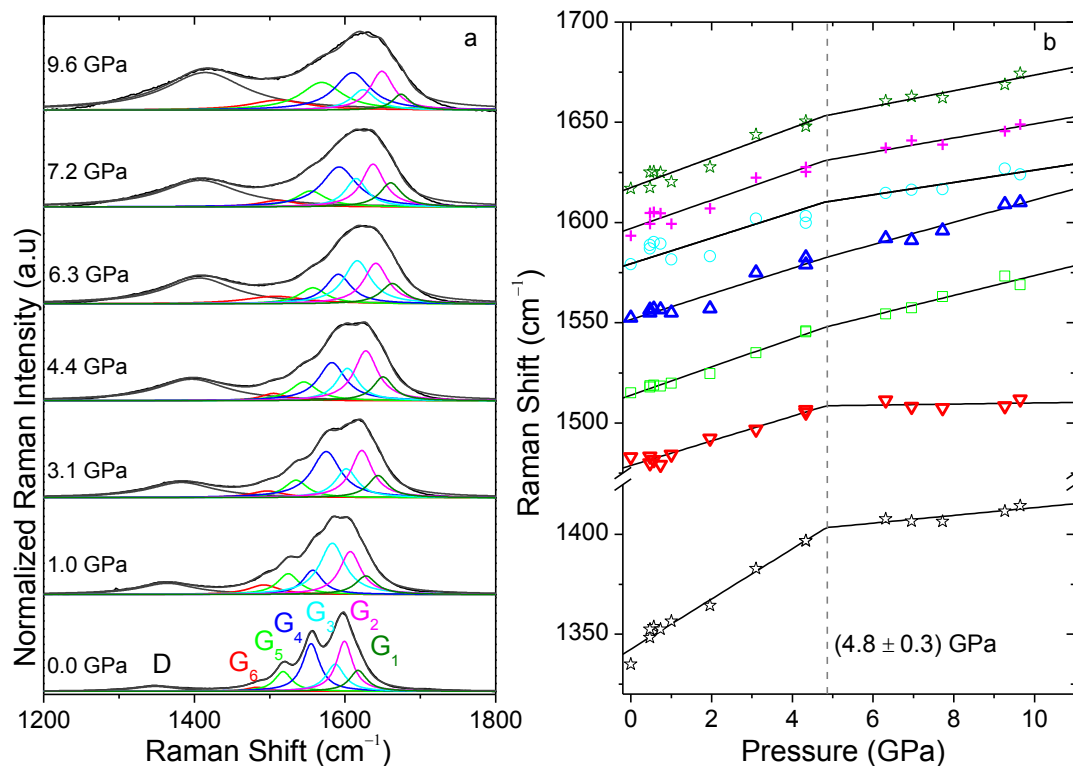 a
9.6 GPa
7.2 GPa
6.3 GPa
4.4 GPa
3.1 GPa
1.0 GPa
0.0 GPa
D
G6
G5
G4
G3
G2
G1
Normalized Raman Intensity (a.u)
1200 1400 1600 1800
Raman Shift (cm⁻¹)
b
1700
1650
1600
1550
1500
1400
1350
Raman Shift (cm⁻¹)
(4.8 ± 0.3) GPa
0 2 4 6 8 10
Pressure (GPa)